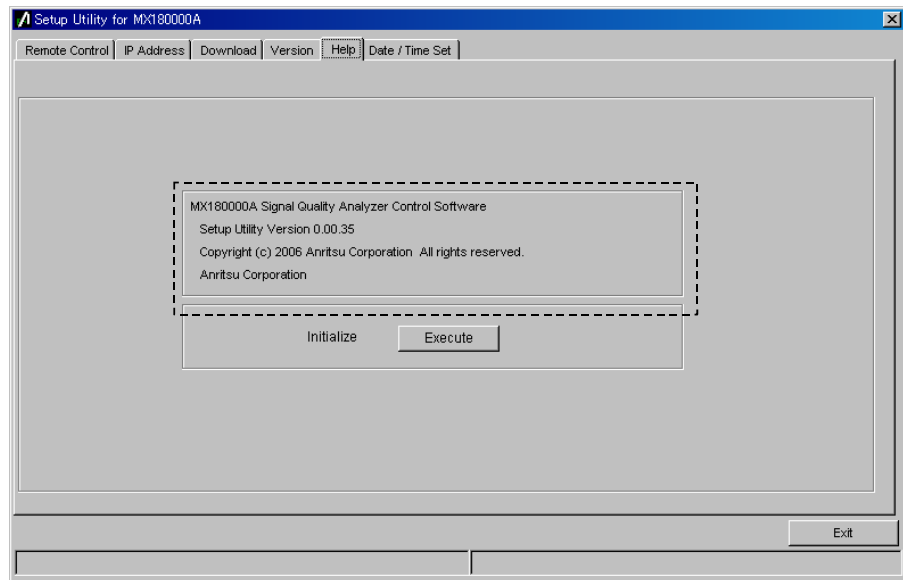 Setup Utility for MX180000A
Remote Control IP Address Download Version Help Date / Time Set
MX180000A Signal Quality Analyzer Control Software
Setup Utility Version 0.00.35
Copyright (c) 2006 Anritsu Corporation All rights reserved.
Anritsu Corporation
Initialize Execute
Exit